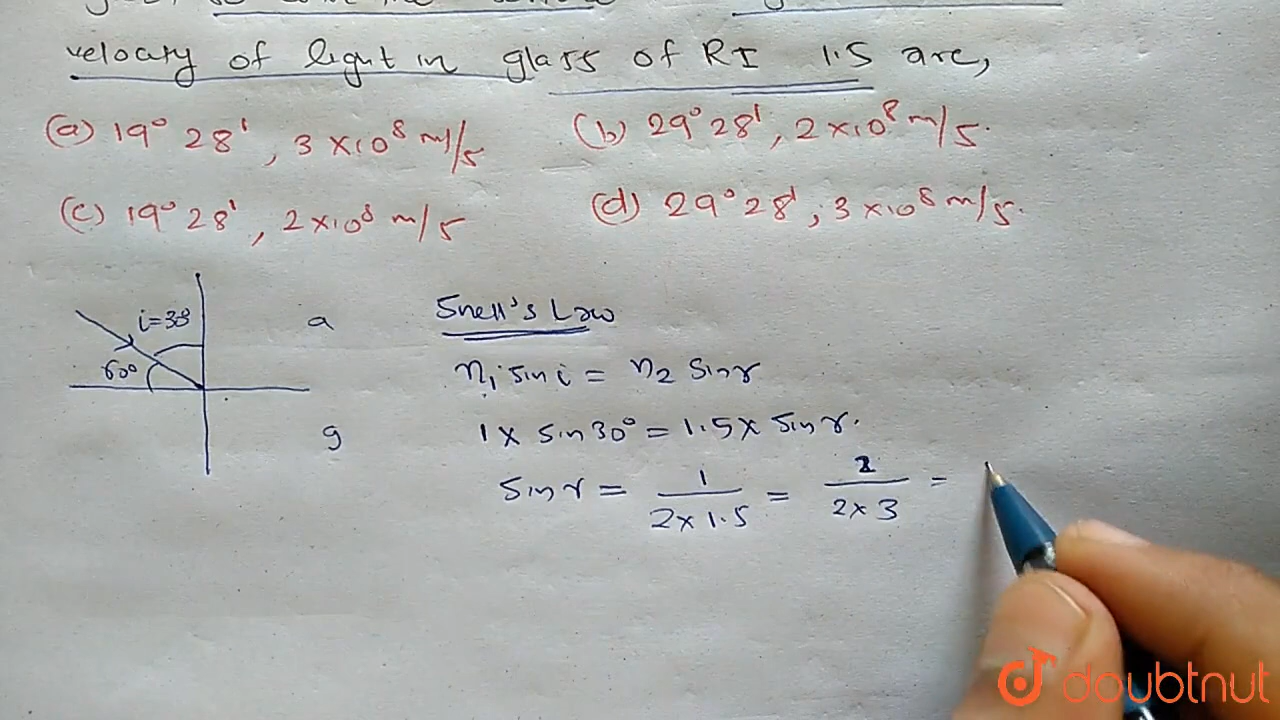 velocity of light in glass of RI 1.5 are,
(a) 19° 28', 3×10⁸ m/s (b) 29° 28', 2×10⁸ m/s.
(c) 19° 28', 2×10⁸ m/s (d) 29° 28', 3×10⁸ m/s.
i=30° a
60°
g
Snell's Law
n₁ sin i = n₂ sin r
1 × sin 30° = 1.5 × sin r.
sin r = 1/(2×1.5) = 2/(2×3) =
doubtnut